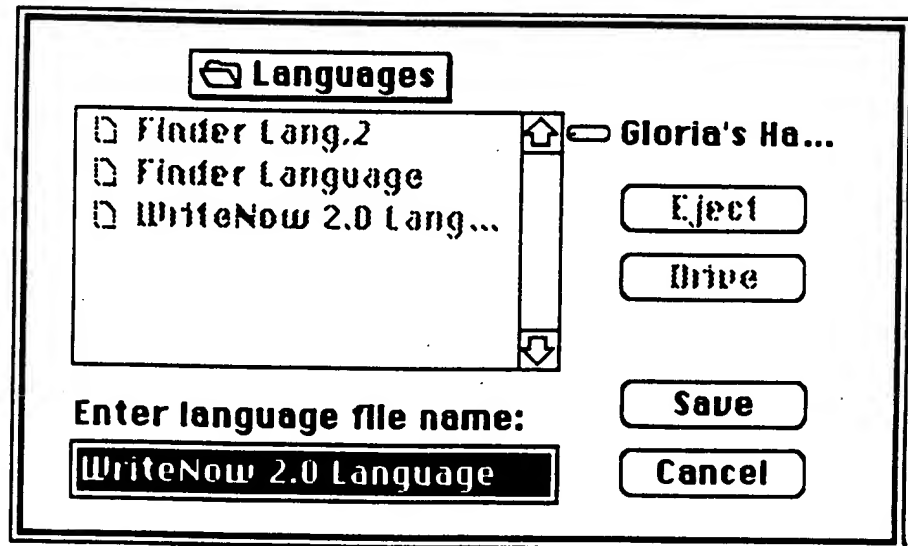 Languages
Finder Lang.2
Finder Language
WriteNow 2.0 Lang...
Gloria's Ha...
Eject
Drive
Save
Cancel
Enter language file name:
WriteNow 2.0 Language